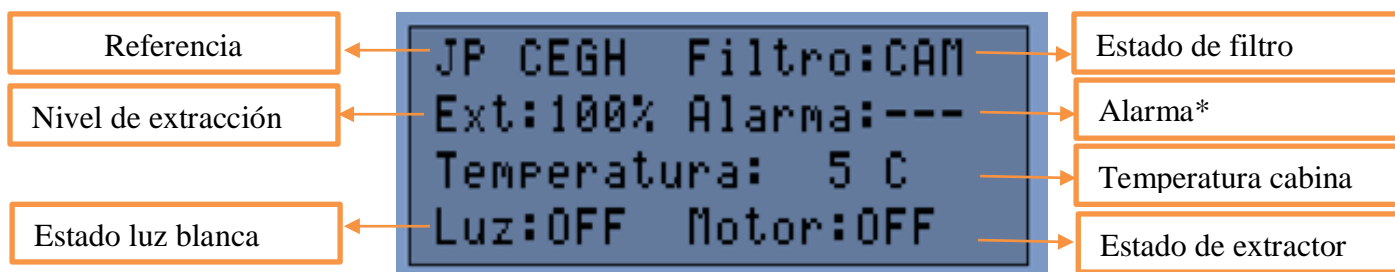 Referencia
JP CEGH Filtro:CAM
Estado de filtro
Nivel de extracción
Ext:100% Alarma:---
Alarma*
Temperatura: 5 C
Temperatura cabina
Estado luz blanca
Luz:OFF Motor:OFF
Estado de extractor